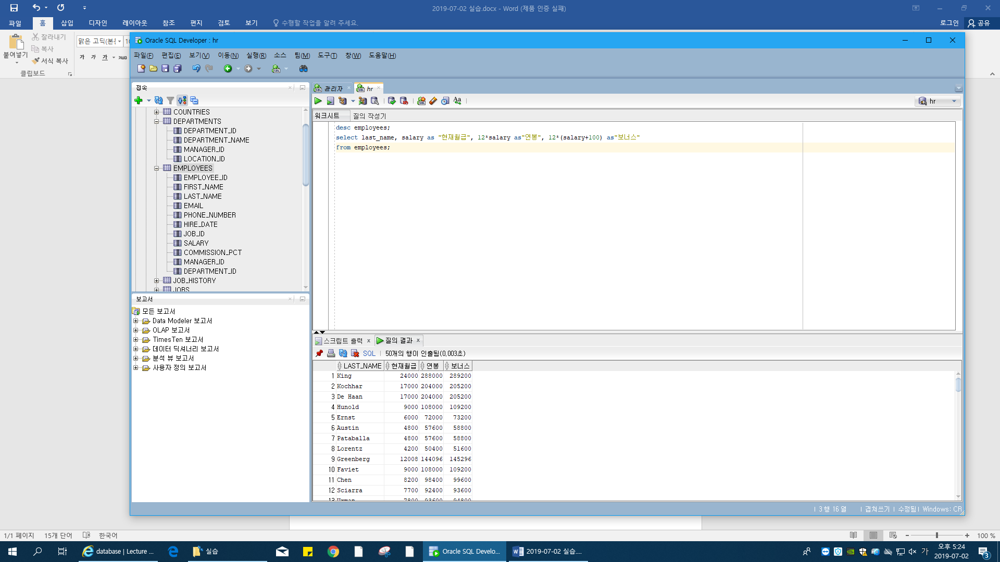 2019-07-02 실습.docx - Word (제품 인증 실패)
파일 홈 삽입 디자인 레이아웃 참조 편지 검토 보기 수행할 작업을 알려 주세요.
로그인 공유
붙여넣기
잘라내기
복사
서식 복사
클립보드
맑은 고딕(본문
가 가 가
Oracle SQL Developer : hr
파일(F) 편집(E) 보기(V) 이동(N) 실행(R) 소스 팀(M) 도구(T) 창(W) 도움말(H)
접속
COUNTRIES
DEPARTMENTS
DEPARTMENT_ID
DEPARTMENT_NAME
MANAGER_ID
LOCATION_ID
EMPLOYEES
EMPLOYEE_ID
FIRST_NAME
LAST_NAME
EMAIL
PHONE_NUMBER
HIRE_DATE
JOB_ID
SALARY
COMMISSION_PCT
MANAGER_ID
DEPARTMENT_ID
JOB_HISTORY
JOBS
보고서
모든 보고서
Data Modeler 보고서
OLAP 보고서
TimesTen 보고서
데이터 딕셔너리 보고서
분석 뷰 보고서
사용자 정의 보고서
관리자 hr
hr
워크시트 질의 작성기
desc employees;
select last_name, salary as "현재월급", 12*salary as"연봉", 12*(salary+100) as"보너스"
from employees;
스크립트 출력 x 질의 결과 x
SQL 50개의 행이 인출됨(0,003초)
LAST_NAME 현재월급 연봉 보너스
1 King 24000 288000 289200
2 Kochhar 17000 204000 205200
3 De Haan 17000 204000 205200
4 Hunold 9000 108000 109200
5 Ernst 6000 72000 73200
6 Austin 4800 57600 58800
7 Pataballa 4800 57600 58800
8 Lorentz 4200 50400 51600
9 Greenberg 12008 144096 145296
10 Faviet 9000 108000 109200
11 Chen 8200 98400 99600
12 Sciarra 7700 92400 93600
13 Urman 7800 93600 94800
3 행 16 열 겹쳐쓰기 수정됨 Windows: CR
1/1 페이지 15개 단어 한국어
100 %
database | Lecture ...
실습
Oracle SQL Develo...
2019-07-02 실습....
가
오후 5:24
2019-07-02
3